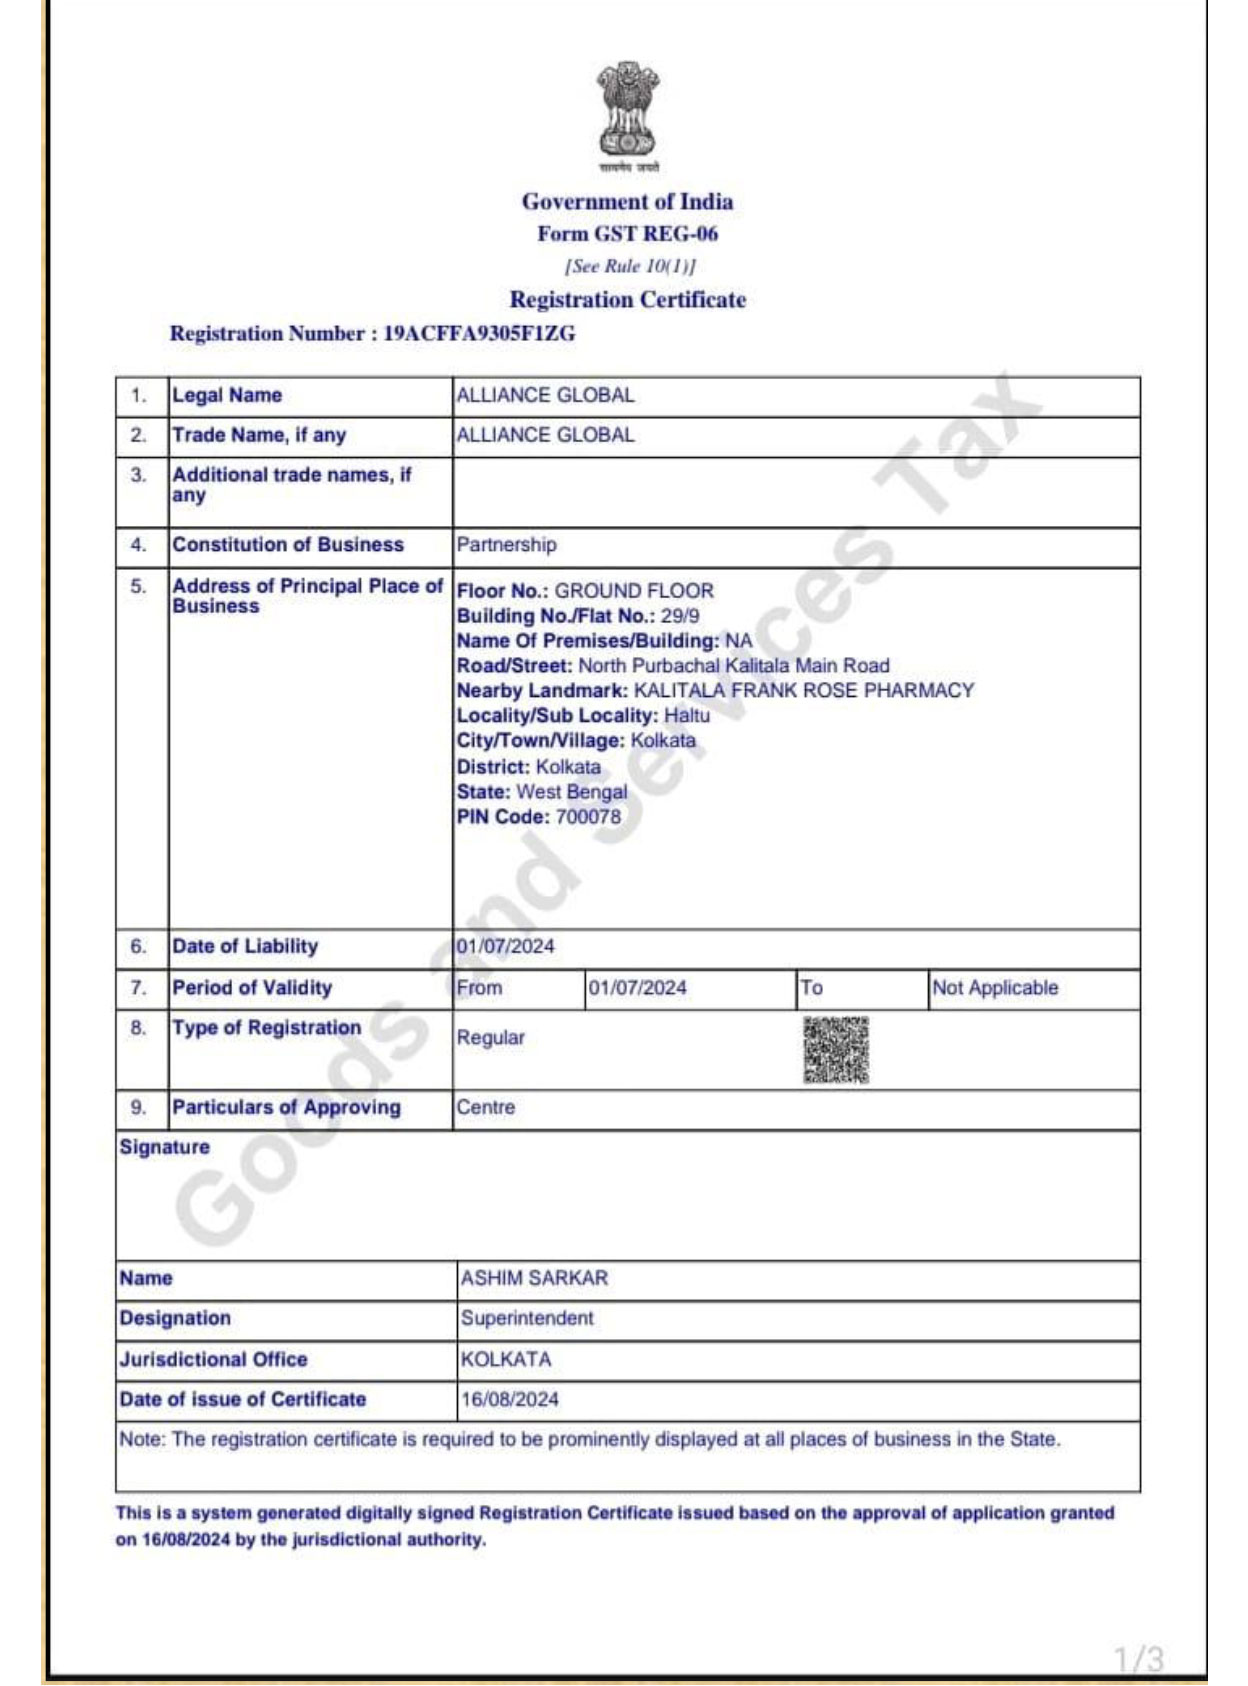 सत्यमेव जयते
Government of India
Form GST REG-06
[See Rule 10(1)]
Registration Certificate
Registration Number : 19ACFFA9305F1ZG
1. Legal Name ALLIANCE GLOBAL
2. Trade Name, if any ALLIANCE GLOBAL
3. Additional trade names, if
any
4. Constitution of Business Partnership
5. Address of Principal Place of
Business
Floor No.: GROUND FLOOR
Building No./Flat No.: 29/9
Name Of Premises/Building: NA
Road/Street: North Purbachal Kalitala Main Road
Nearby Landmark: KALITALA FRANK ROSE PHARMACY
Locality/Sub Locality: Haltu
City/Town/Village: Kolkata
District: Kolkata
State: West Bengal
PIN Code: 700078
6. Date of Liability 01/07/2024
7. Period of Validity From 01/07/2024 To Not Applicable
8. Type of Registration Regular
9. Particulars of Approving Centre
Signature
Name ASHIM SARKAR
Designation Superintendent
Jurisdictional Office KOLKATA
Date of issue of Certificate 16/08/2024
Note: The registration certificate is required to be prominently displayed at all places of business in the State.
This is a system generated digitally signed Registration Certificate issued based on the approval of application granted
on 16/08/2024 by the jurisdictional authority.
Goods and Services Tax
1/3